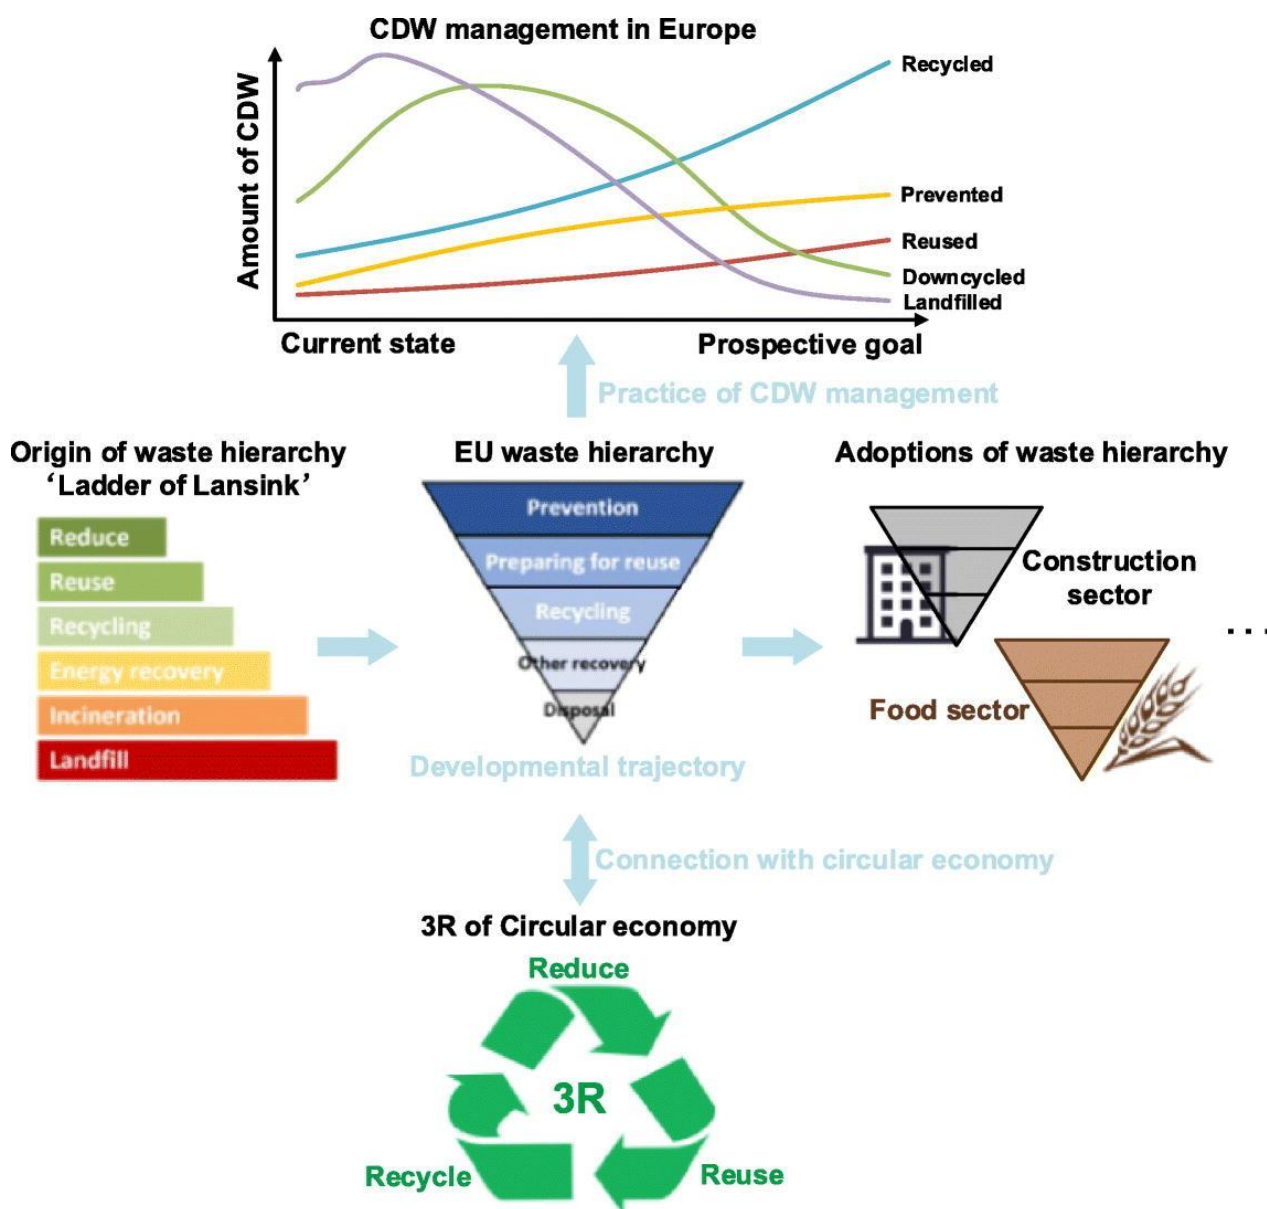 CDW management in Europe
Amount of CDW
Recycled
Prevented
Reused
Downcycled
Landfilled
Current state
Prospective goal
Practice of CDW management
Origin of waste hierarchy
‘Ladder of Lansink’
Reduce
Reuse
Recycling
Energy recovery
Incineration
Landfill
EU waste hierarchy
Prevention
Preparing for reuse
Recycling
Other recovery
Disposal
Developmental trajectory
Adoptions of waste hierarchy
Construction
sector
Food sector
...
Connection with circular economy
3R of Circular economy
Reduce
3R
Recycle
Reuse